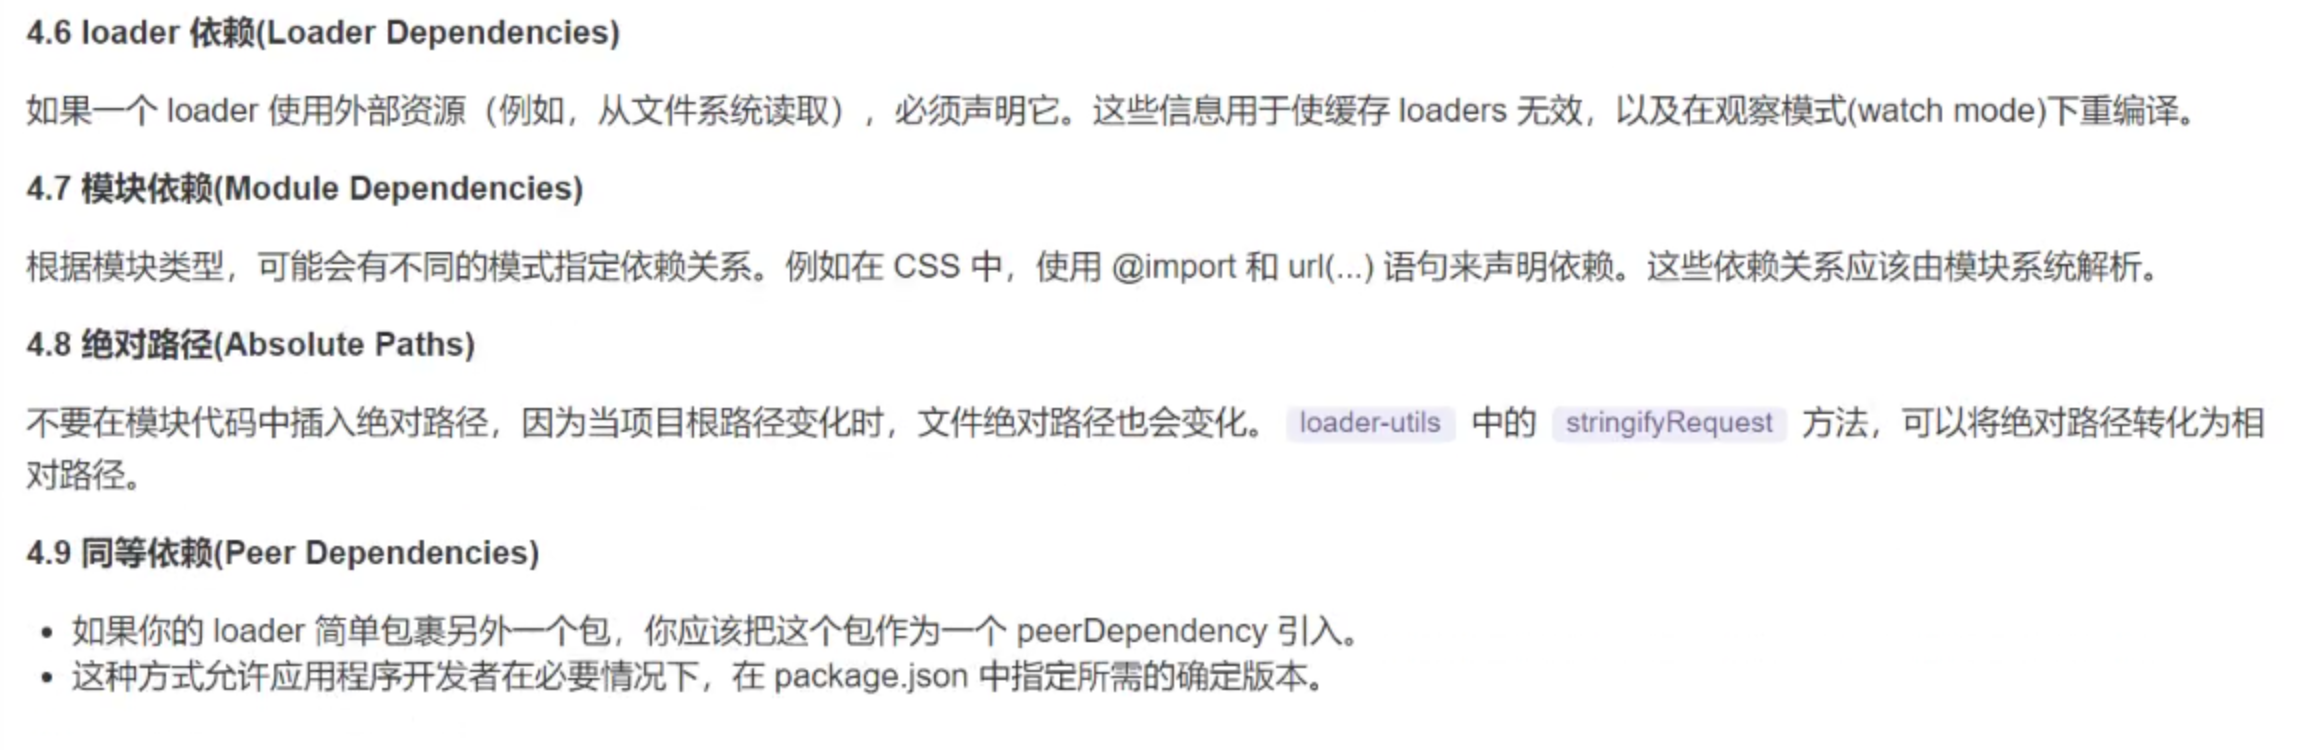 4.6 loader 依赖(Loader Dependencies)
如果一个 loader 使用外部资源（例如，从文件系统读取），必须声明它。这些信息用于使缓存 loaders 无效，以及在观察模式(watch mode)下重编译。
4.7 模块依赖(Module Dependencies)
根据模块类型，可能会有不同的模式指定依赖关系。例如在 CSS 中，使用 @import 和 url(...) 语句来声明依赖。这些依赖关系应该由模块系统解析。
4.8 绝对路径(Absolute Paths)
不要在模块代码中插入绝对路径，因为当项目根路径变化时，文件绝对路径也会变化。 loader-utils 中的 stringifyRequest 方法，可以将绝对路径转化为相
对路径。
4.9 同等依赖(Peer Dependencies)
• 如果你的 loader 简单包裹另外一个包，你应该把这个包作为一个 peerDependency 引入。
• 这种方式允许应用程序开发者在必要情况下，在 package.json 中指定所需的确定版本。